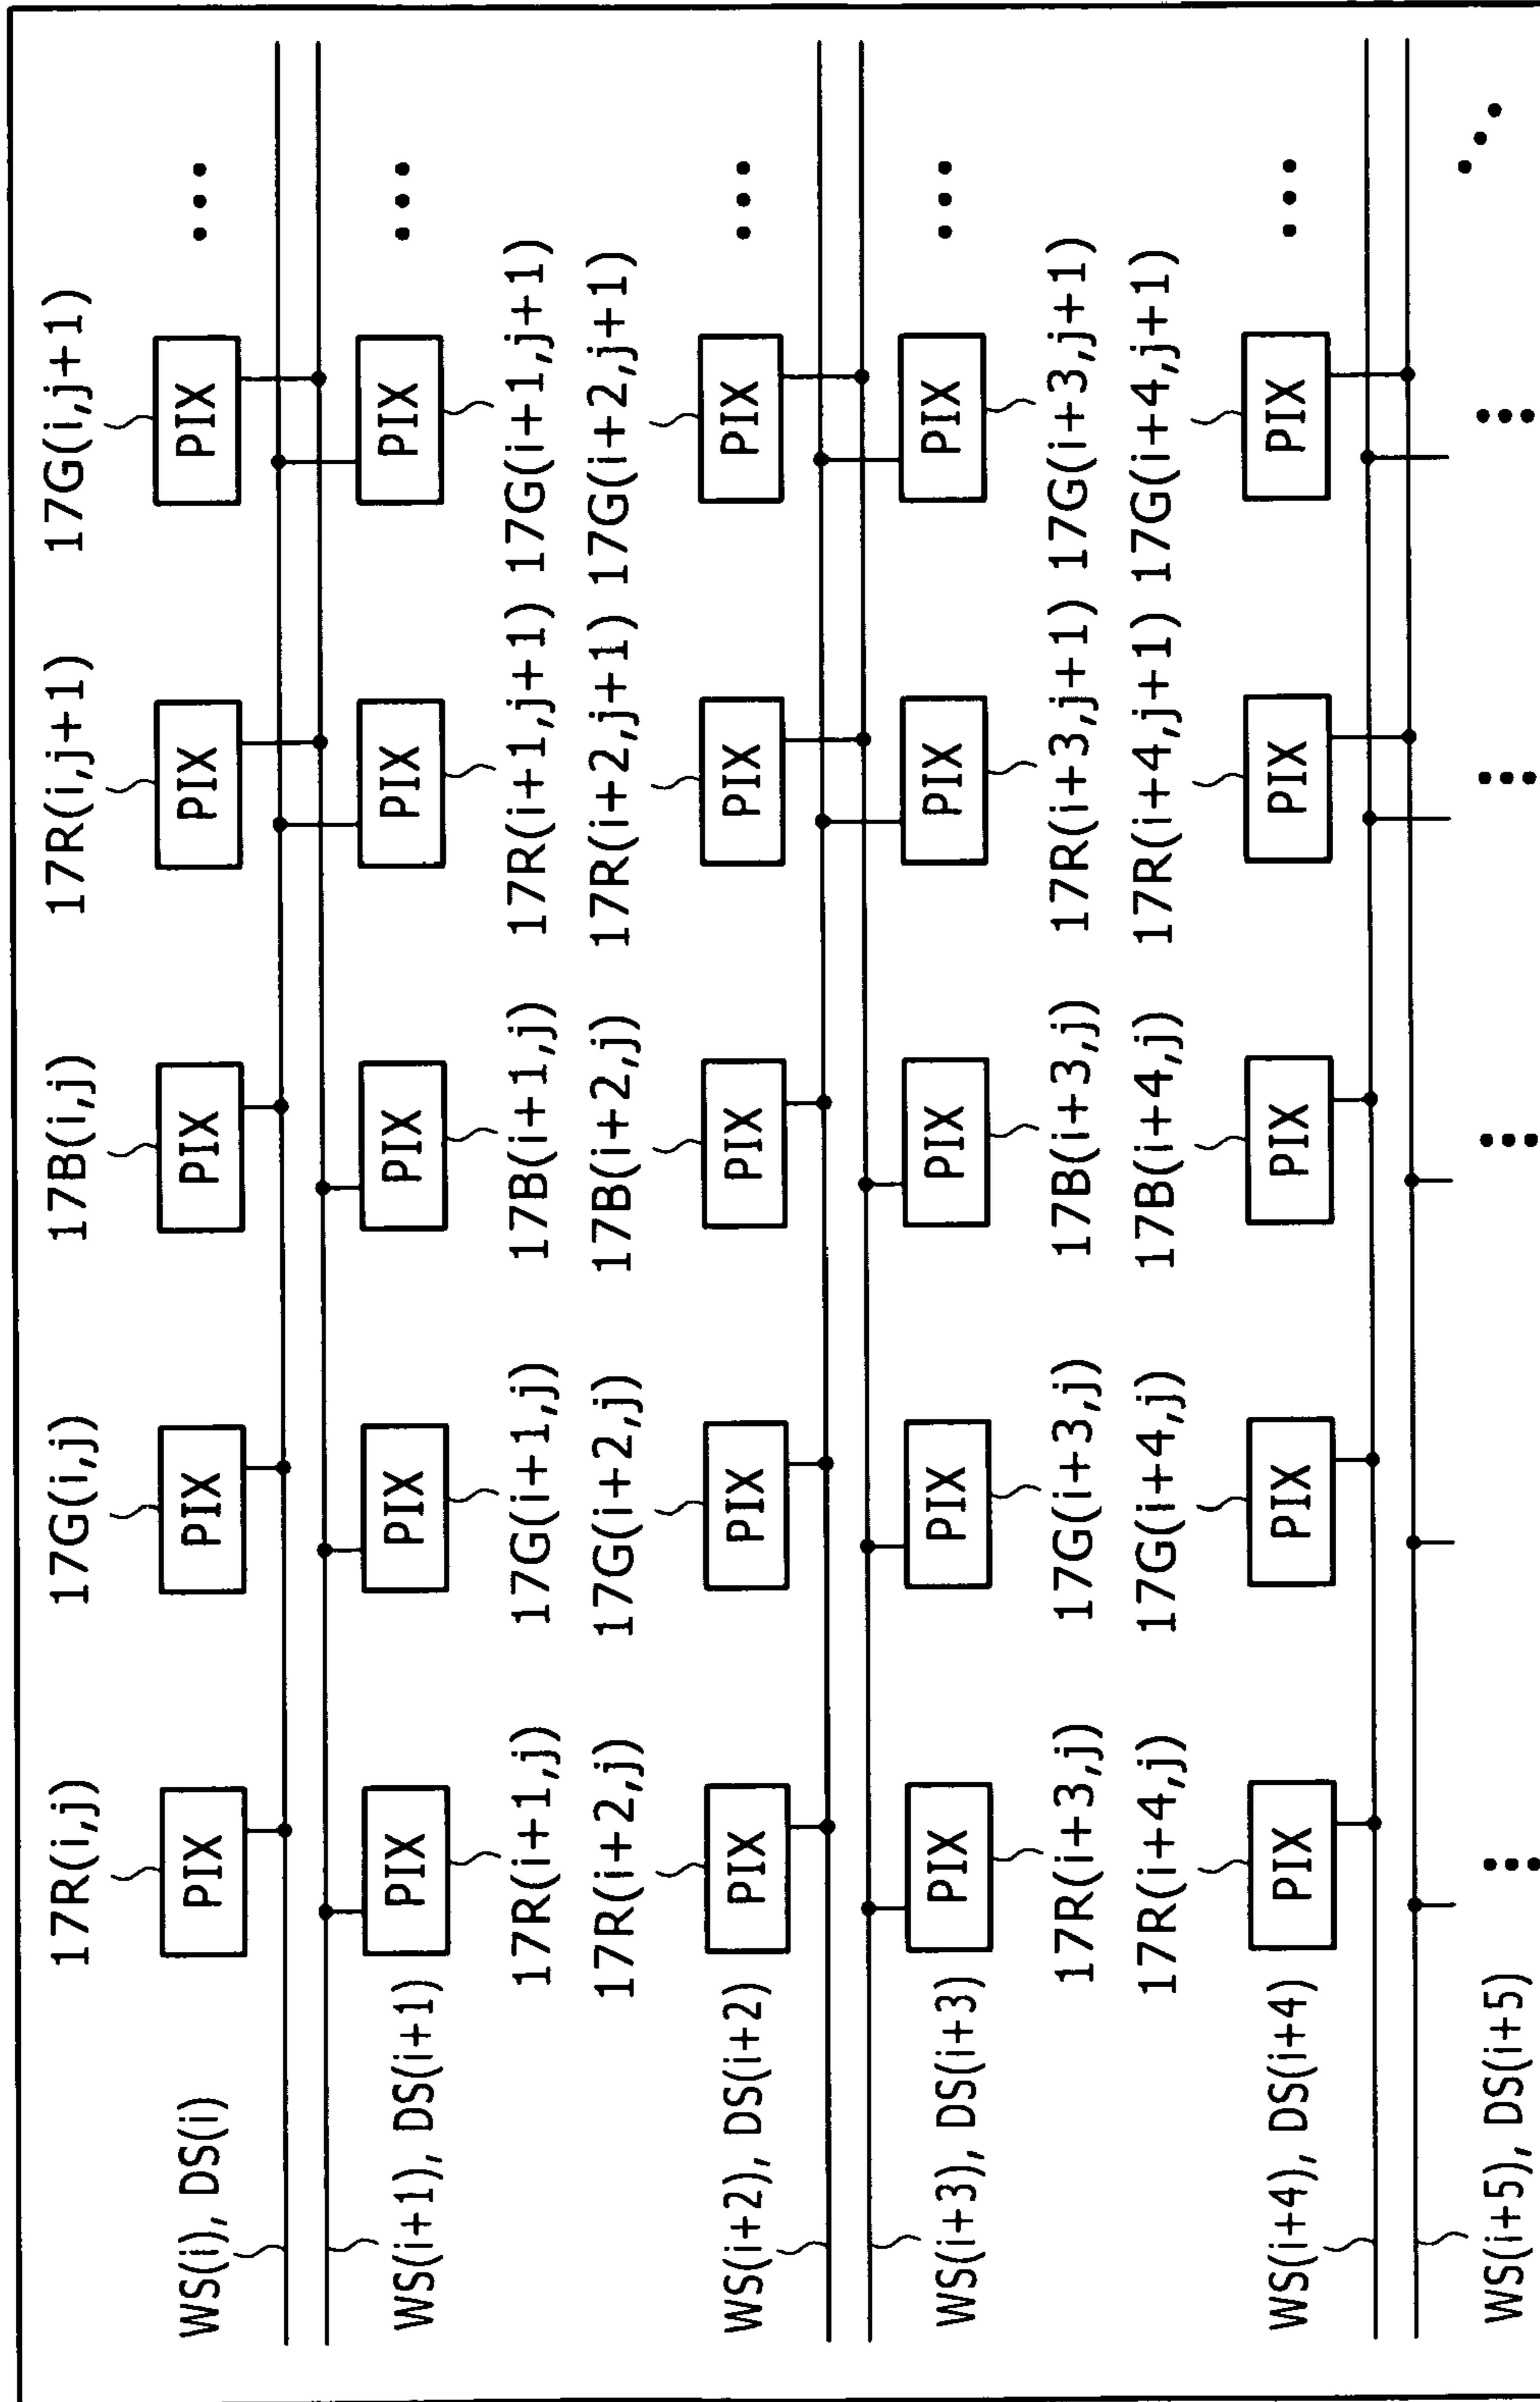 17R(i,j) 17G(i,j) 17B(i,j) 17R(i,j+1) 17G(i,j+1)
PIX PIX PIX PIX PIX
WS(i), DS(i)
WS(i+1), DS(i+1)
PIX PIX PIX PIX PIX
17R(i+1,j) 17G(i+1,j) 17B(i+1,j) 17R(i+1,j+1) 17G(i+1,j+1)
17R(i+2,j) 17G(i+2,j) 17B(i+2,j) 17R(i+2,j+1) 17G(i+2,j+1)
PIX PIX PIX PIX PIX
WS(i+2), DS(i+2)
WS(i+3), DS(i+3)
PIX PIX PIX PIX PIX
17R(i+3,j) 17G(i+3,j) 17B(i+3,j) 17R(i+3,j+1) 17G(i+3,j+1)
17R(i+4,j) 17G(i+4,j) 17B(i+4,j) 17R(i+4,j+1) 17G(i+4,j+1)
PIX PIX PIX PIX PIX
WS(i+4), DS(i+4)
WS(i+5), DS(i+5)